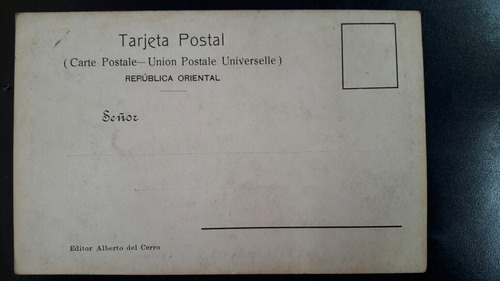 Tarjeta Postal
(Carte Postale—Union Postale Universelle)
REPÚBLICA ORIENTAL
Señor
Editor Alberto del Cerro